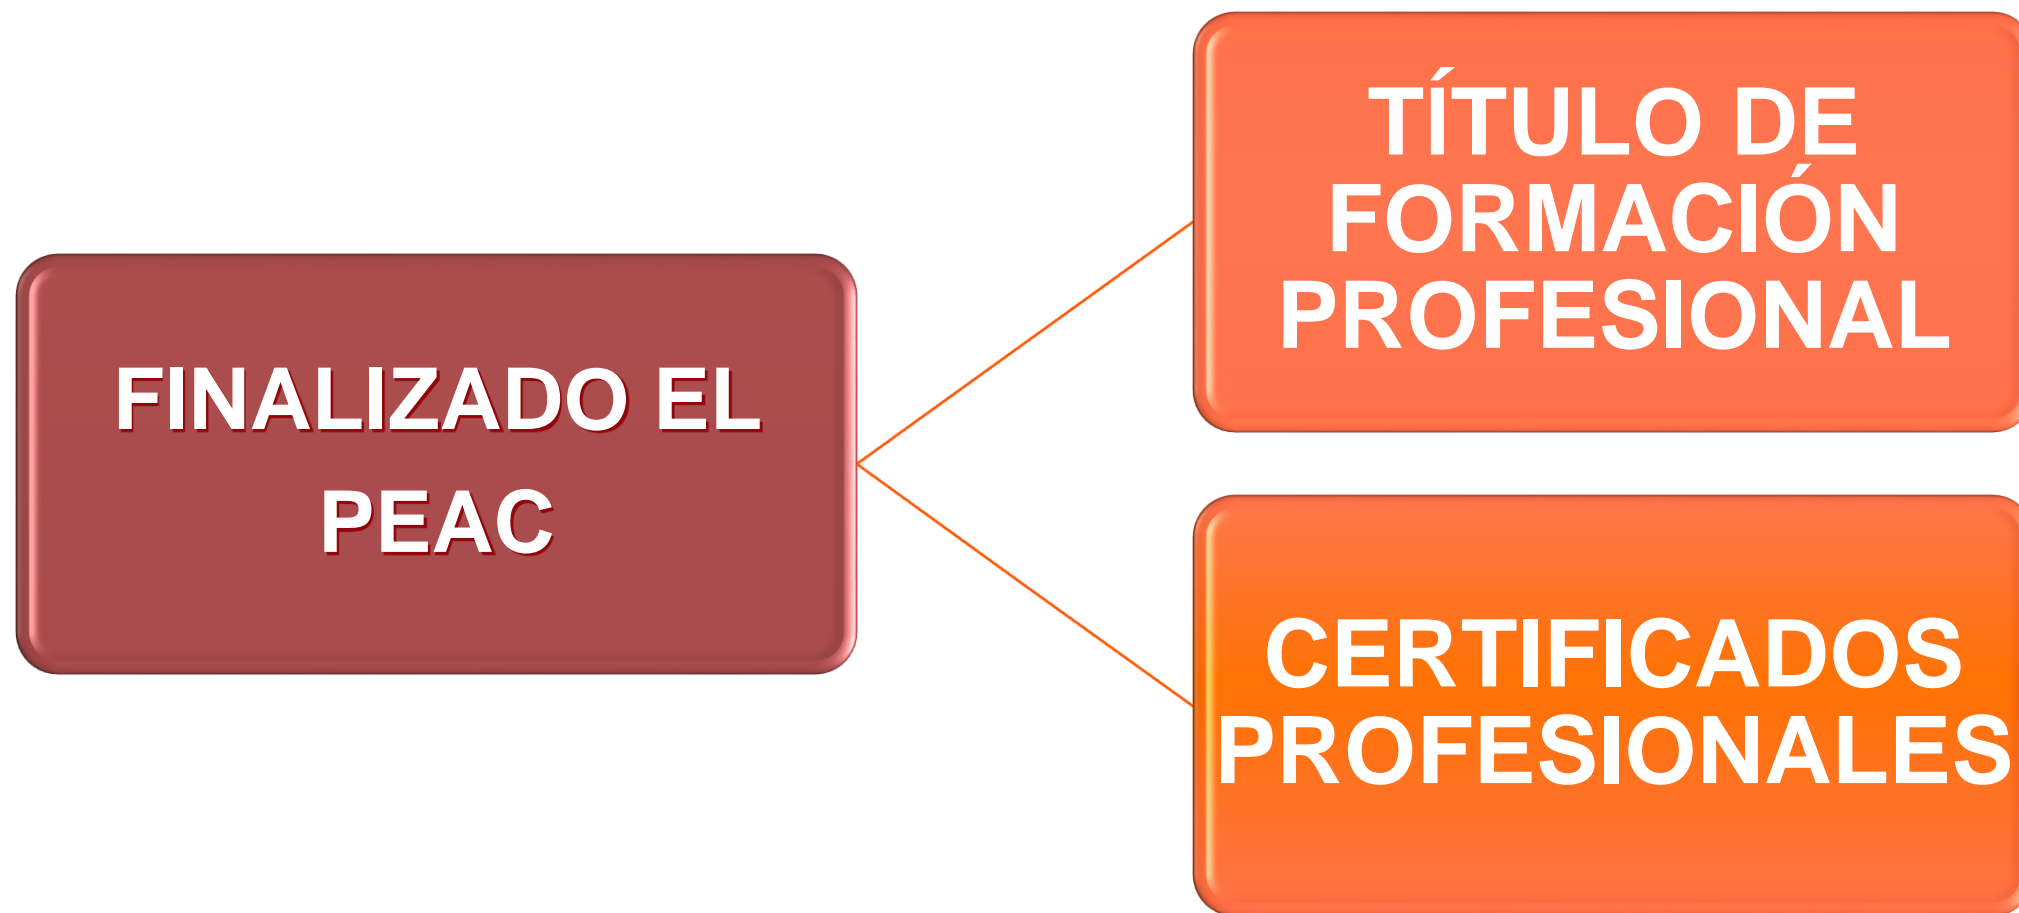 FINALIZADO EL
PEAC
TÍTULO DE
FORMACIÓN
PROFESIONAL
CERTIFICADOS
PROFESIONALES